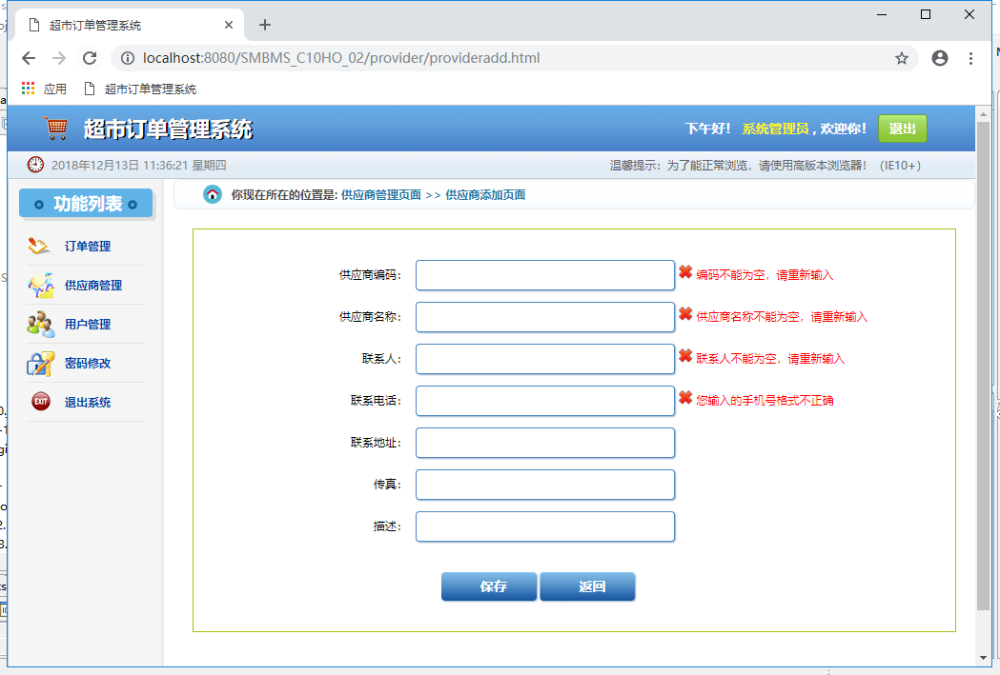 超市订单管理系统
localhost:8080/SMBMS_C10HO_02/provider/provideradd.html
应用 超市订单管理系统
超市订单管理系统 下午好！ 系统管理员 , 欢迎你！ 退出
2018年12月13日 11:36:21 星期四 温馨提示：为了能正常浏览，请使用高版本浏览器！（IE10+）
功能列表
订单管理
供应商管理
用户管理
密码修改
EXIT 退出系统
你现在所在的位置是: 供应商管理页面 >> 供应商添加页面
供应商编码： 编码不能为空，请重新输入
供应商名称： 供应商名称不能为空，请重新输入
联系人： 联系人不能为空，请重新输入
联系电话： 您输入的手机号格式不正确
联系地址：
传真：
描述：
保存 返回